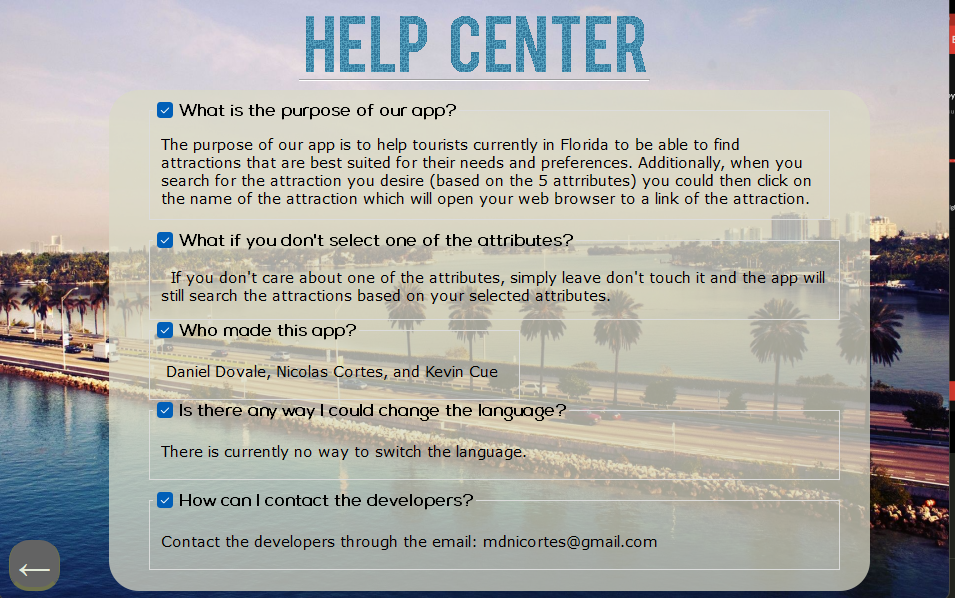 HELP CENTER
What is the purpose of our app?
The purpose of our app is to help tourists currently in Florida to be able to find
attractions that are best suited for their needs and preferences. Additionally, when you
search for the attraction you desire (based on the 5 attrributes) you could then click on
the name of the attraction which will open your web browser to a link of the attraction.
What if you don't select one of the attributes?
If you don't care about one of the attributes, simply leave don't touch it and the app will
still search the attractions based on your selected attributes.
Who made this app?
Daniel Dovale, Nicolas Cortes, and Kevin Cue
Is there any way I could change the language?
There is currently no way to switch the language.
How can I contact the developers?
Contact the developers through the email: mdnicortes@gmail.com